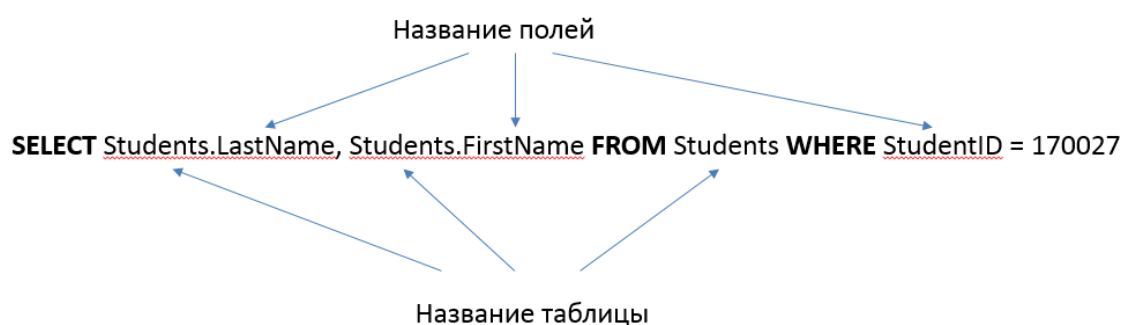 Название полей
SELECT Students.LastName, Students.FirstName FROM Students WHERE StudentID = 170027
Название таблицы